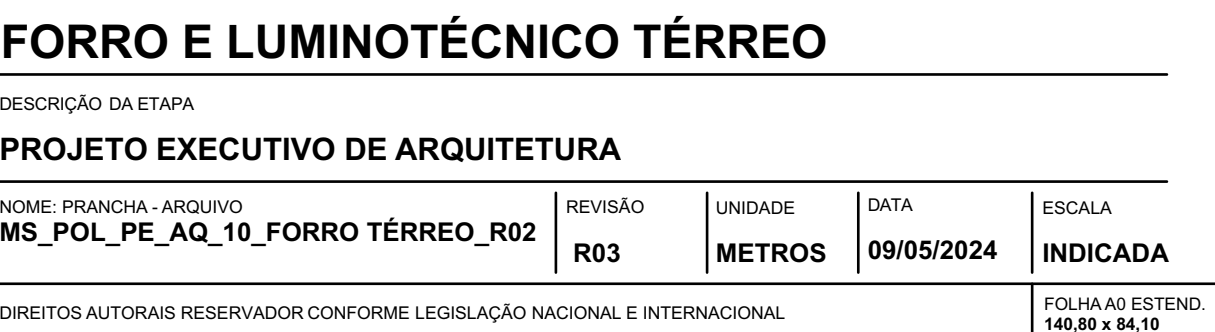 FORRO E LUMINOTÉCNICO TÉRREO
DESCRIÇÃO DA ETAPA
PROJETO EXECUTIVO DE ARQUITETURA
NOME: PRANCHA - ARQUIVO
MS_POL_PE_AQ_10_FORRO TÉRREO_R02
REVISÃO
R03
UNIDADE
METROS
DATA
09/05/2024
ESCALA
INDICADA
DIREITOS AUTORAIS RESERVADOR CONFORME LEGISLAÇÃO NACIONAL E INTERNACIONAL
FOLHA A0 ESTEND.
140,80 x 84,10